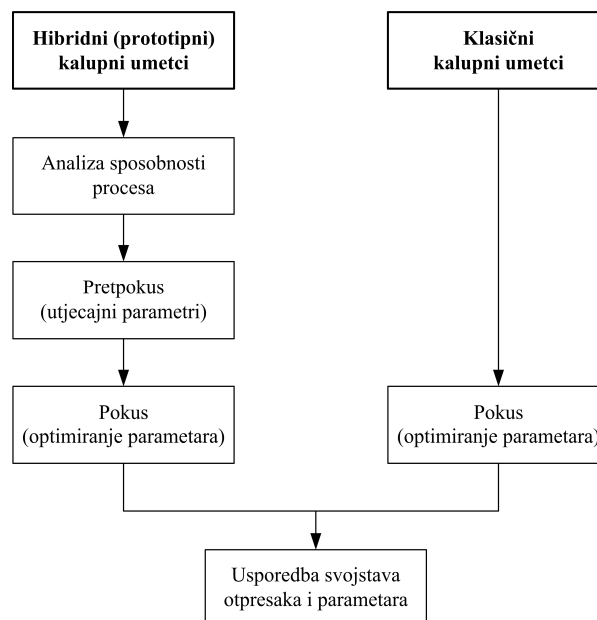 Hibridni (prototipni)
kalupni umetci
Klasični
kalupni umetci
Analiza sposobnosti
procesa
Pretpokus
(utjecajni parametri)
Pokus
(optimiranje parametara)
Pokus
(optimiranje parametara)
Usporedba svojstava
otpresaka i parametara